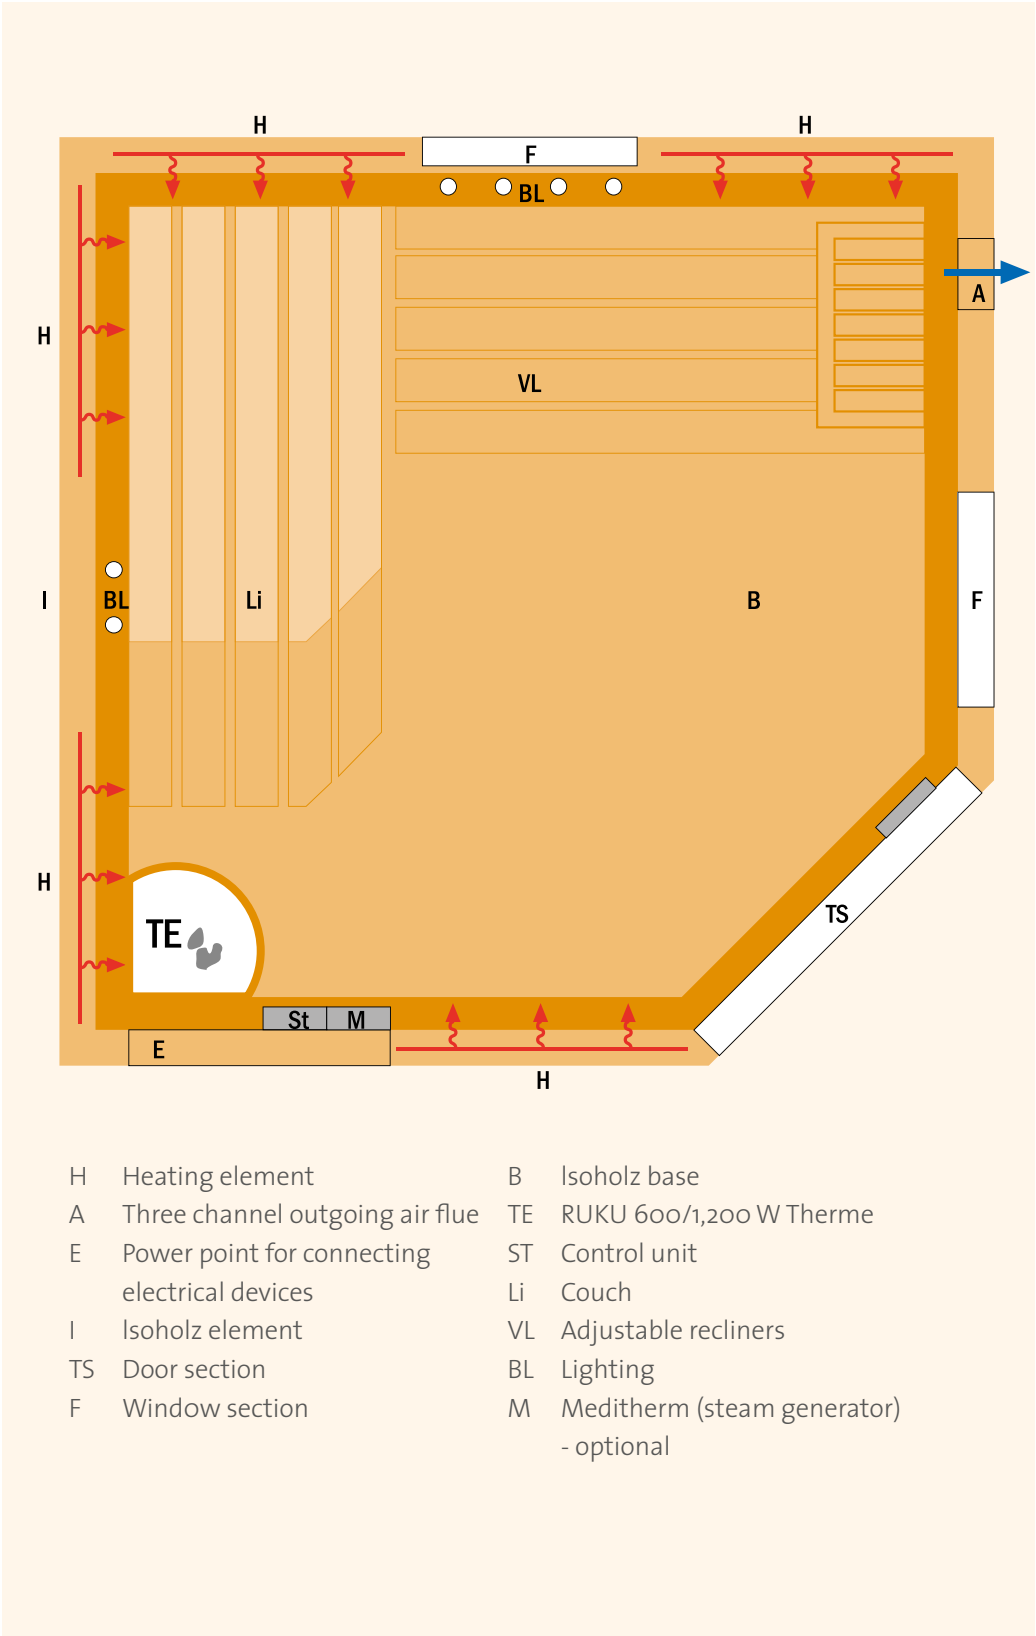 H
H
F
BL
A
H
VL
I
BL
Li
B
F
H
TE
TS
St
M
E
H
H Heating element
A Three channel outgoing air flue
E Power point for connecting
electrical devices
I Isoholz element
TS Door section
F Window section
B Isoholz base
TE RUKU 600/1,200 W Therme
ST Control unit
Li Couch
VL Adjustable recliners
BL Lighting
M Meditherm (steam generator)
- optional